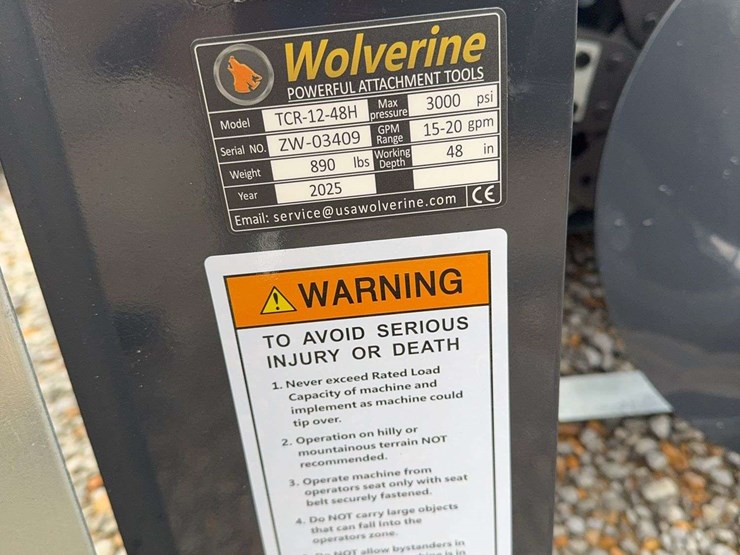 Wolverine
POWERFUL ATTACHMENT TOOLS
Model TCR-12-48H Max pressure 3000 psi
Serial NO. ZW-03409 GPM Range 15-20 gpm
Weight 890 lbs Working Depth 48 in
Year 2025
Email: service@usawolverine.com CE
WARNING
TO AVOID SERIOUS
INJURY OR DEATH
1. Never exceed Rated Load
Capacity of machine and
implement as machine could
tip over.
2. Operation on hilly or
mountainous terrain NOT
recommended.
3. Operate machine from
operators seat only with seat
belt securely fastened.
4. Do NOT carry large objects
that can fall into the
operators zone.
NOT allow bystanders in